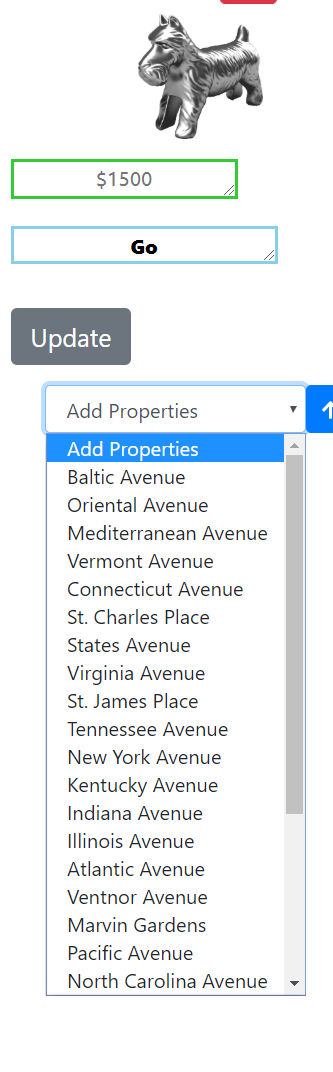 $1500
Go
Update
Add Properties
Add Properties
Baltic Avenue
Oriental Avenue
Mediterranean Avenue
Vermont Avenue
Connecticut Avenue
St. Charles Place
States Avenue
Virginia Avenue
St. James Place
Tennessee Avenue
New York Avenue
Kentucky Avenue
Indiana Avenue
Illinois Avenue
Atlantic Avenue
Ventnor Avenue
Marvin Gardens
Pacific Avenue
North Carolina Avenue